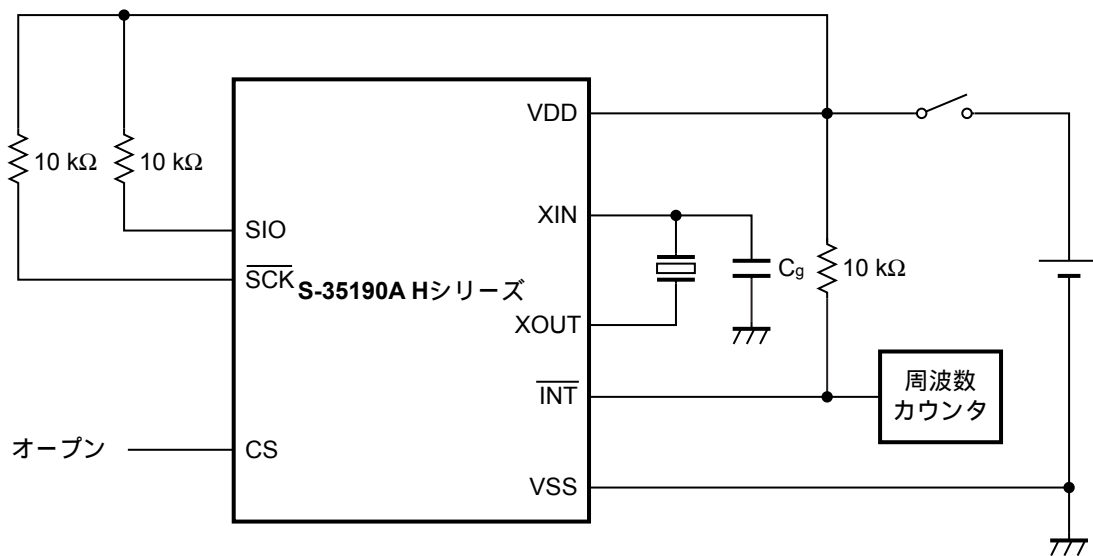 VDD
10 kΩ
10 kΩ
XIN
SIO
Cg
10 kΩ
SCK
S-35190A Hシリーズ
XOUT
周波数
カウンタ
INT
オープン
CS
VSS